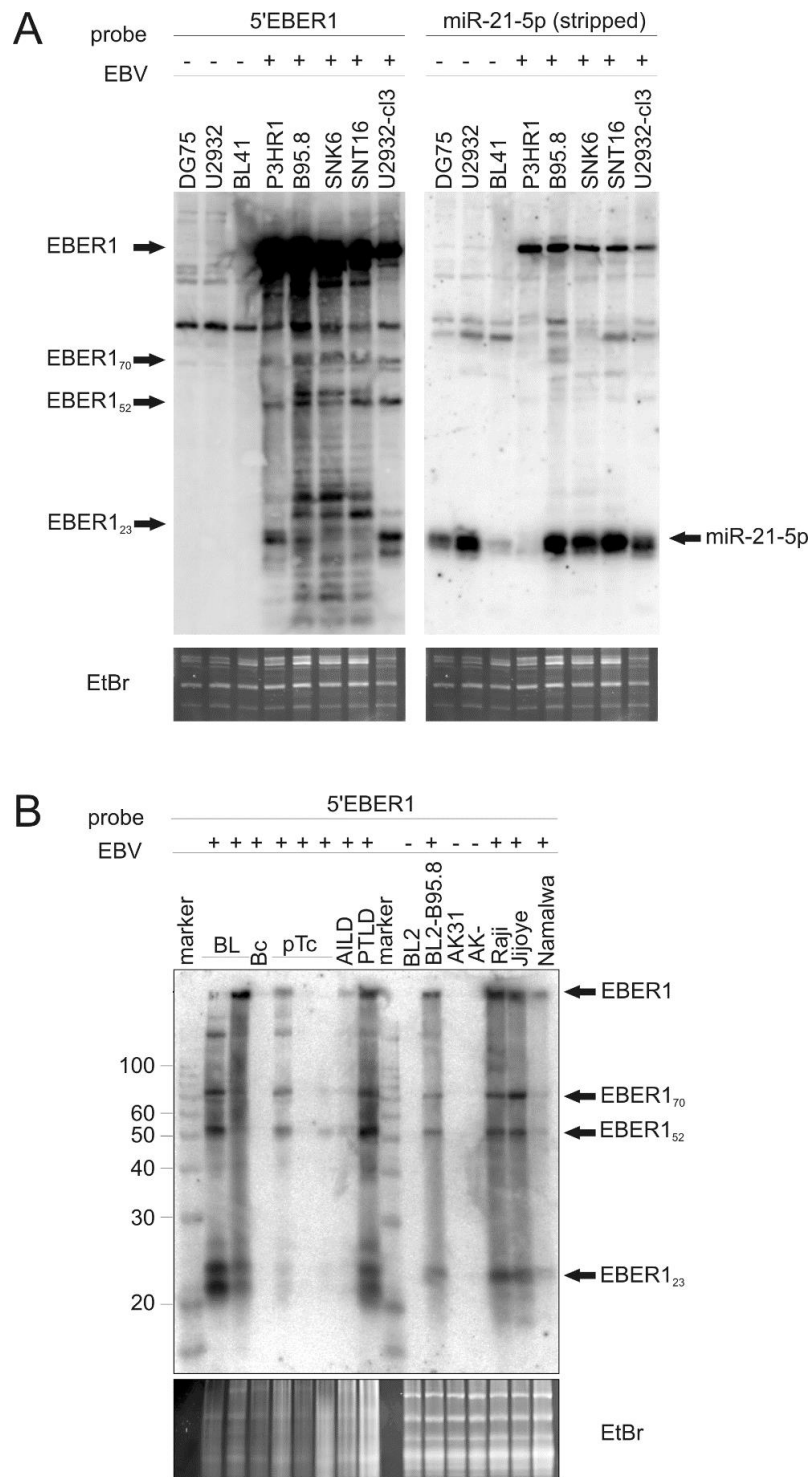 A
probe 5'EBER1 miR-21-5p (stripped)
EBV - - - + + + + + - - - + + + + +
DG75 U2932 BL41 P3HR1 B95.8 SNK6 SNT16 U2932-cl3 DG75 U2932 BL41 P3HR1 B95.8 SNK6 SNT16 U2932-cl3
EBER1
EBER1₇₀
EBER1₅₂
EBER1₂₃
miR-21-5p
EtBr
B
5'EBER1
probe
EBV + + + + + + + + - + - - + + +
marker BL Bc pTc AILD PTLD marker BL2 BL2-B95.8 AK31 AK- Raji Jijoye Namalwa
EBER1
100
EBER1₇₀
60
50 EBER1₅₂
40
30
EBER1₂₃
20
EtBr